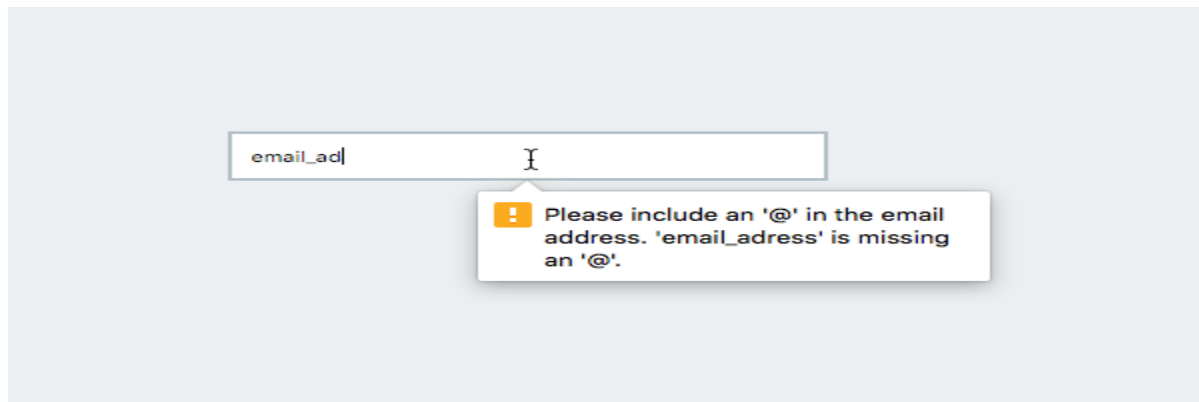 email_ad
Please include an '@' in the email
address. 'email_adress' is missing
an '@'.